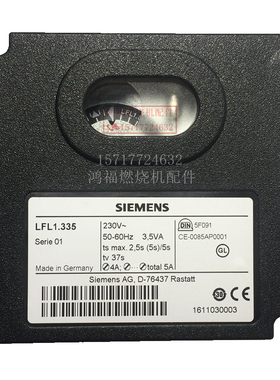 15717724632
15717724632
鸿福燃烧机配件
SIEMENS
LFL1.335
Serie 01
Made in Germany
230V~
50-60Hz 3,5VA
ts max. 2,5s (5s)/5s
tv 37s
4A; total 5A
DIN 5F091
CE-0085AP0001
GL
Siemens AG, D-76437 Rastatt
30
1611030003